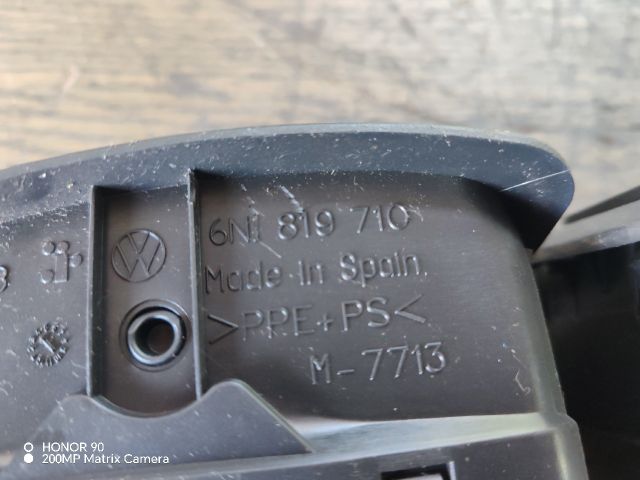 6N1 819 710
Made In Spain.
>PPE+PS<
M-7713
HONOR 90
200MP Matrix Camera